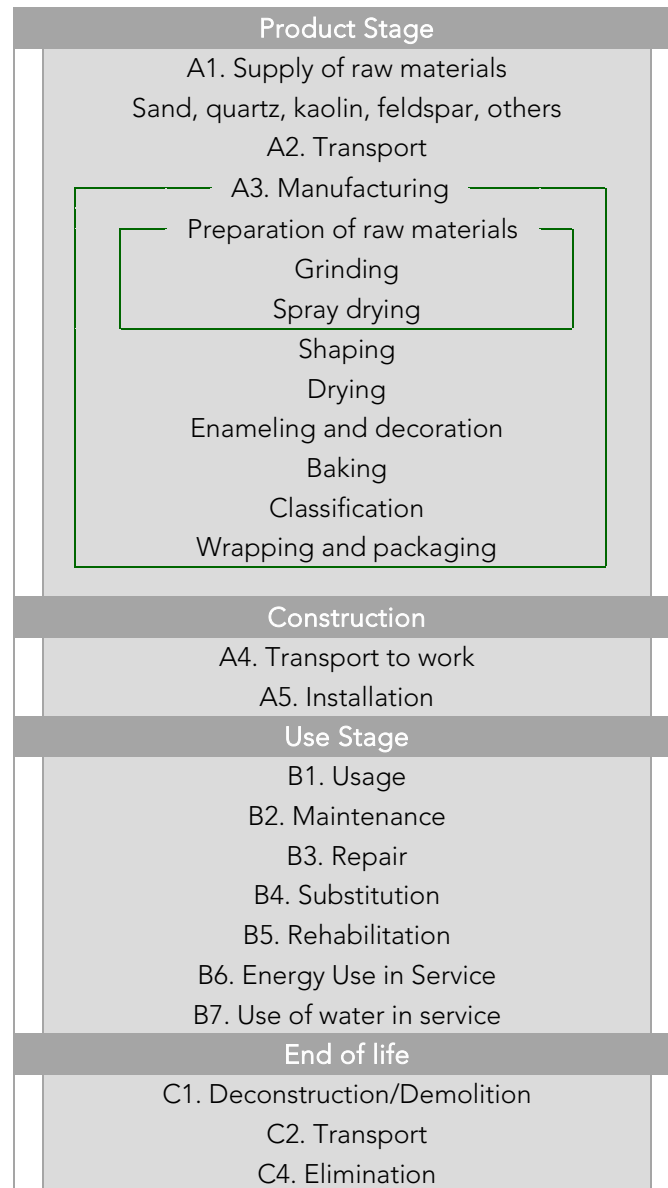 Product Stage
A1. Supply of raw materials
Sand, quartz, kaolin, feldspar, others
A2. Transport
A3. Manufacturing
Preparation of raw materials
Grinding
Spray drying
Shaping
Drying
Enameling and decoration
Baking
Classification
Wrapping and packaging
Construction
A4. Transport to work
A5. Installation
Use Stage
B1. Usage
B2. Maintenance
B3. Repair
B4. Substitution
B5. Rehabilitation
B6. Energy Use in Service
B7. Use of water in service
End of life
C1. Deconstruction/Demolition
C2. Transport
C4. Elimination